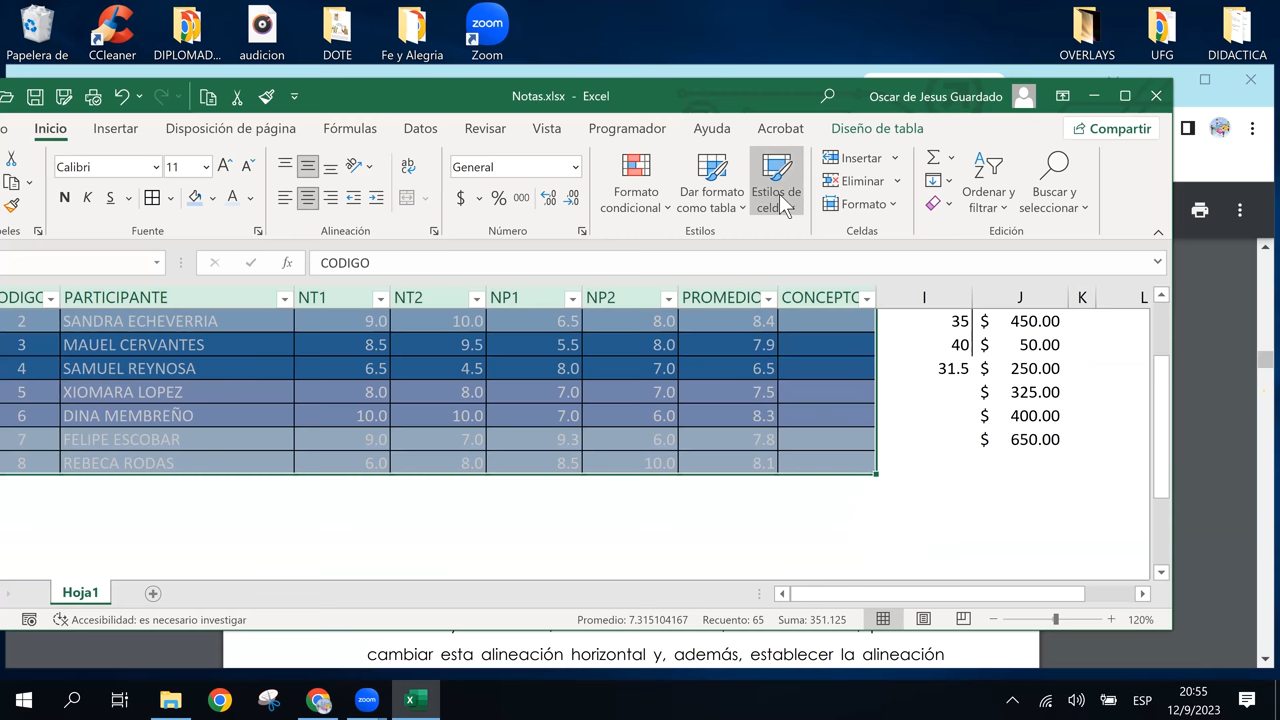 Papelera de
CCleaner
DIPLOMAD...
audicion
DOTE
Fe y Alegria
zoom
Zoom
OVERLAYS
UFG
DIDACTICA
Notas.xlsx - Excel
Oscar de Jesus Guardado
Inicio
Insertar
Disposición de página
Fórmulas
Datos
Revisar
Vista
Programador
Ayuda
Acrobat
Diseño de tabla
Compartir
Calibri
11
General
N K S
$ % 000
Formato condicional
Dar formato como tabla
Estilos de celda
Insertar
Eliminar
Formato
Ordenar y filtrar
Buscar y seleccionar
Fuente
Alineación
Número
Estilos
Celdas
Edición
fx CODIGO
PARTICIPANTE NT1 NT2 NP1 NP2 PROMEDIO CONCEPTO I J K L
2 SANDRA ECHEVERRIA 9.0 10.0 6.5 8.0 8.4 35 $ 450.00
3 MAUEL CERVANTES 8.5 9.5 5.5 8.0 7.9 40 $ 50.00
4 SAMUEL REYNOSA 6.5 4.5 8.0 7.0 6.5 31.5 $ 250.00
5 XIOMARA LOPEZ 8.0 8.0 7.0 7.0 7.5 $ 325.00
6 DINA MEMBREÑO 10.0 10.0 7.0 6.0 8.3 $ 400.00
7 FELIPE ESCOBAR 9.0 7.0 9.3 6.0 7.8 $ 650.00
8 REBECA RODAS 6.0 8.0 8.5 10.0 8.1
Hoja1
Accesibilidad: es necesario investigar
Promedio: 7.315104167
Recuento: 65
Suma: 351.125
120%
cambiar esta alineación horizontal y, además, establecer la alineación
zoom
ESP
20:55
12/9/2023